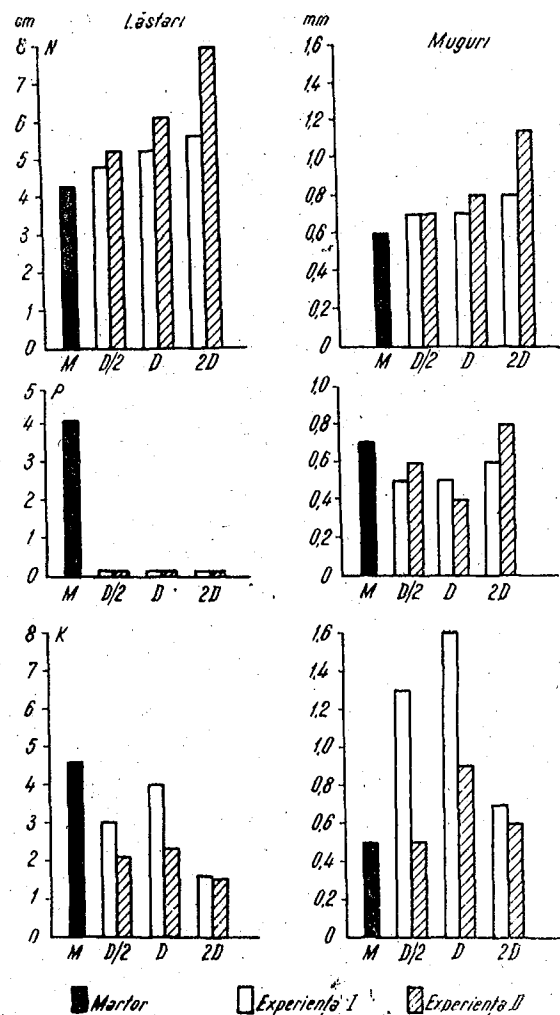 cm Lăstari mm Muguri
8 N 1,6
7 1,4
6 1,2
5 1,0
4 0,8
3 0,6
2 0,4
1 0,2
0 0
M D/2 D 2D M D/2 D 2D
5 P 1,0
4 0,8
3 0,6
2 0,4
1 0,2
0 0
M D/2 D 2D M D/2 D 2D
8 K 1,6
7 1,4
6 1,2
5 1,0
4 0,8
3 0,6
2 0,4
1 0,2
0 0
M D/2 D 2D M D/2 D 2D
Martor Experiența I Experiența II